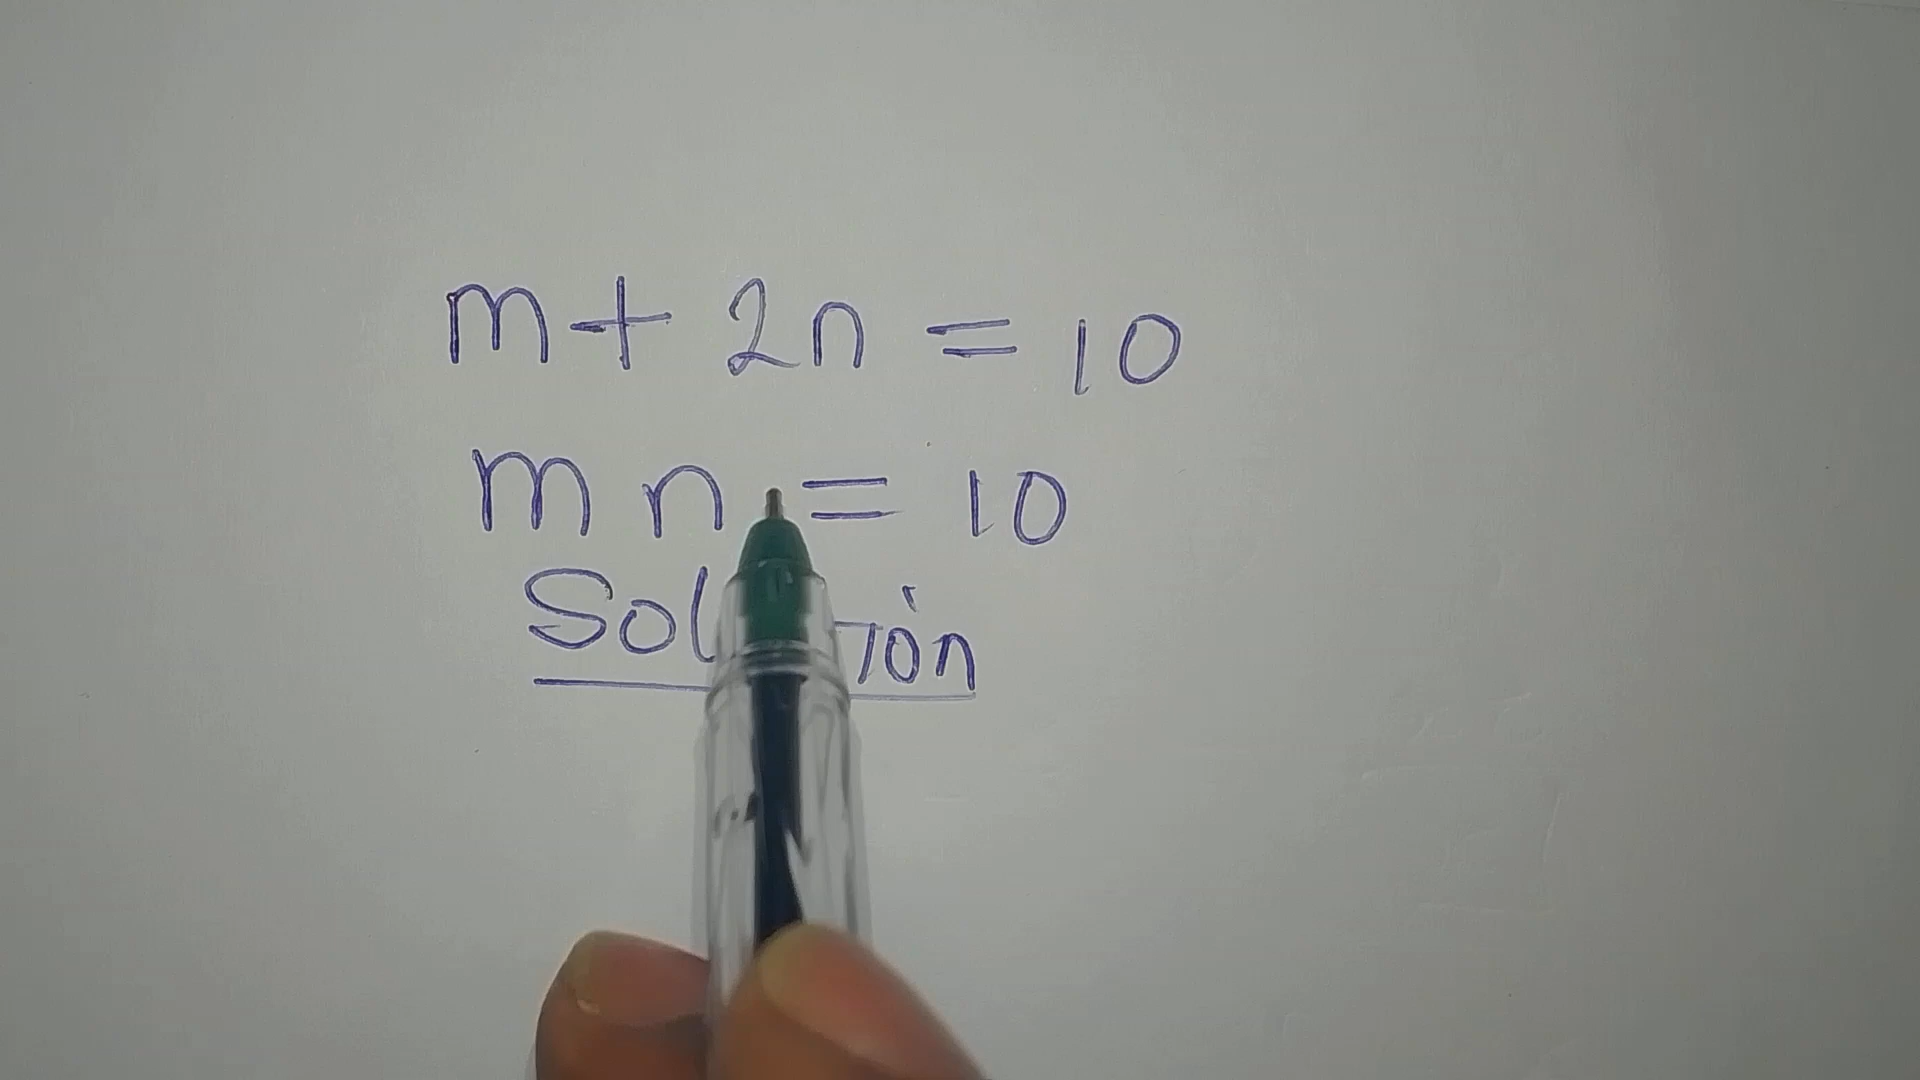 m + 2n = 10
mn = 10